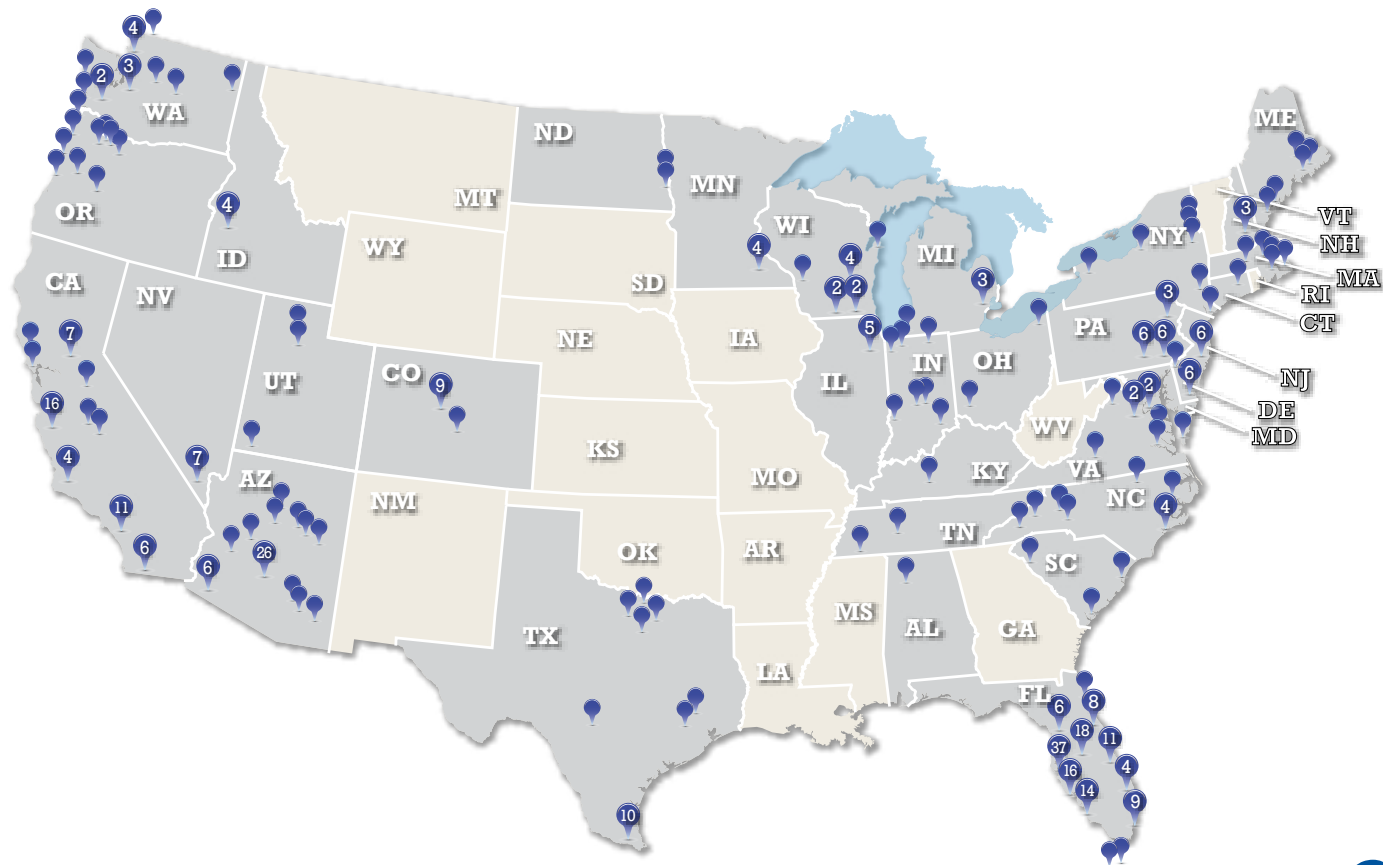 4
3
2
WA
ME
ND
MN
MT
OR
4
ID
WI
4
4
2
2
NY
3
VT
NH
MA
RI
CT
WY
SD
MI
3
CA
NV
7
16
4
11
6
7
UT
CO
9
NE
IA
IL
5
IN
OH
PA
3
6
6
6
6
2
2
NJ
DE
MD
WV
VA
KS
MO
KY
AZ
26
6
NM
OK
AR
TN
NC
4
SC
TX
10
LA
MS
AL
GA
FL
6
8
18
11
37
16
4
14
9